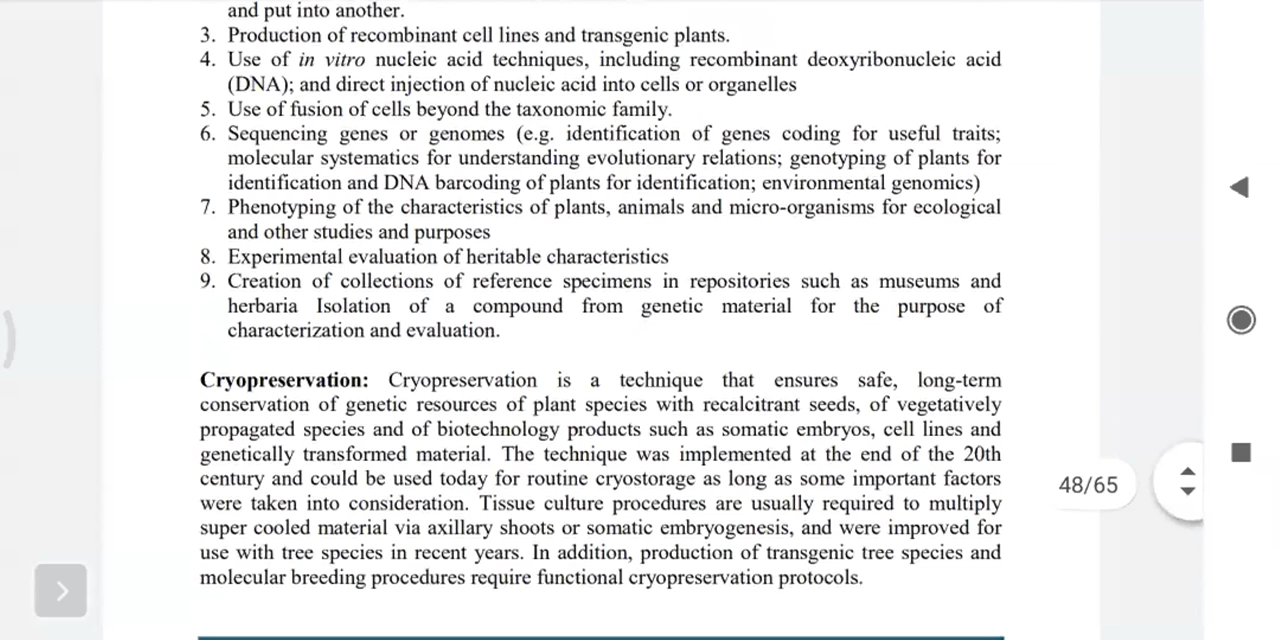 and put into another.
3. Production of recombinant cell lines and transgenic plants.
4. Use of in vitro nucleic acid techniques, including recombinant deoxyribonucleic acid
(DNA); and direct injection of nucleic acid into cells or organelles
5. Use of fusion of cells beyond the taxonomic family.
6. Sequencing genes or genomes (e.g. identification of genes coding for useful traits;
molecular systematics for understanding evolutionary relations; genotyping of plants for
identification and DNA barcoding of plants for identification; environmental genomics)
7. Phenotyping of the characteristics of plants, animals and micro-organisms for ecological
and other studies and purposes
8. Experimental evaluation of heritable characteristics
9. Creation of collections of reference specimens in repositories such as museums and
herbaria Isolation of a compound from genetic material for the purpose of
characterization and evaluation.
Cryopreservation: Cryopreservation is a technique that ensures safe, long-term
conservation of genetic resources of plant species with recalcitrant seeds, of vegetatively
propagated species and of biotechnology products such as somatic embryos, cell lines and
genetically transformed material. The technique was implemented at the end of the 20th
century and could be used today for routine cryostorage as long as some important factors
were taken into consideration. Tissue culture procedures are usually required to multiply
super cooled material via axillary shoots or somatic embryogenesis, and were improved for
use with tree species in recent years. In addition, production of transgenic tree species and
molecular breeding procedures require functional cryopreservation protocols.
48/65